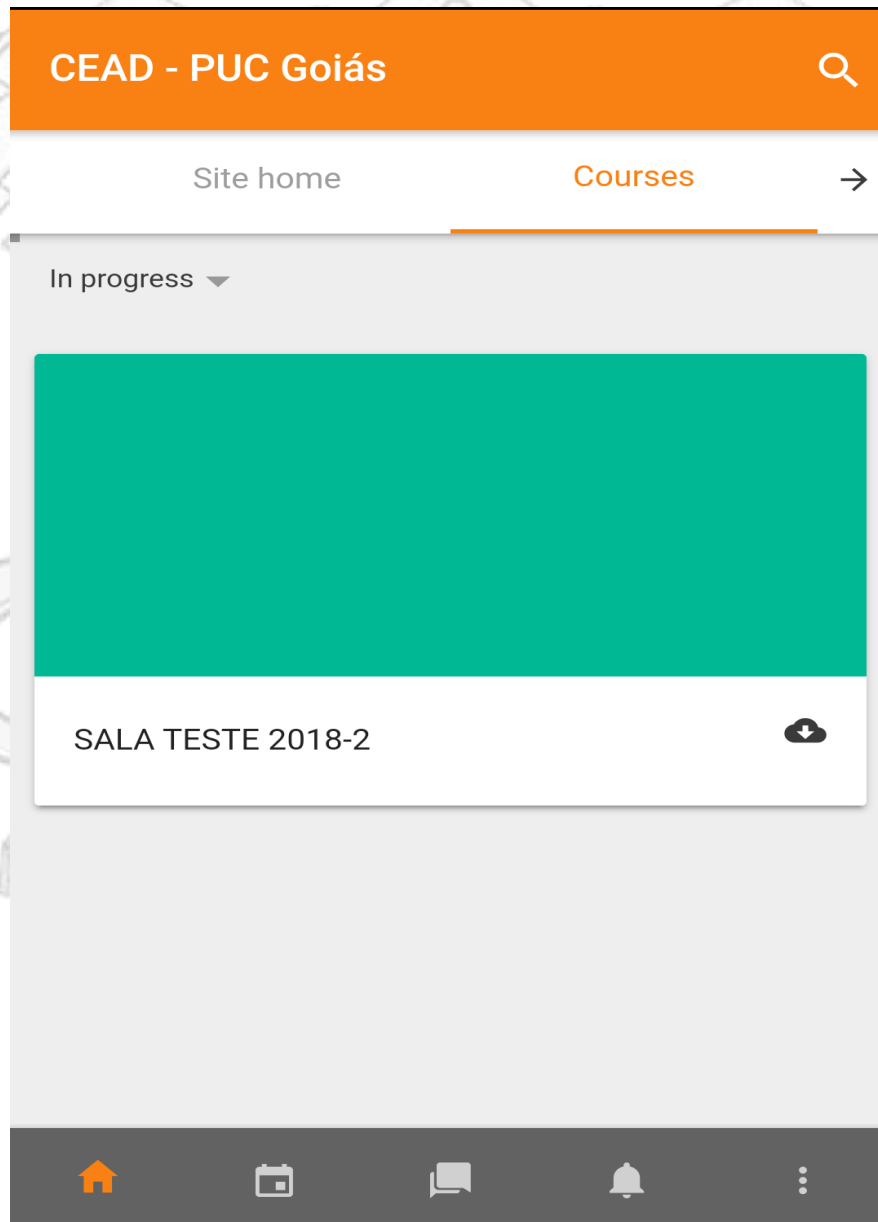 CEAD - PUC Goiás
Site home
Courses
In progress
SALA TESTE 2018-2